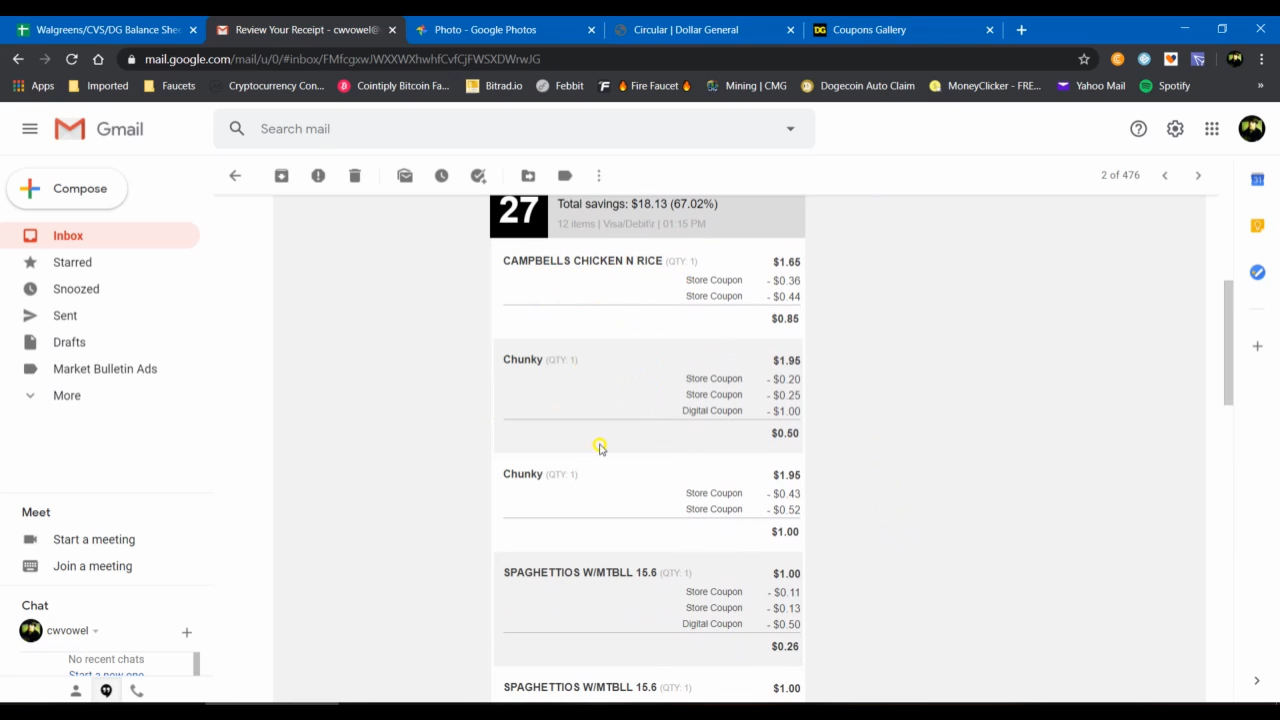 Walgreens/CVS/DG Balance She
Review Your Receipt - cwvowel@
Photo - Google Photos
Circular | Dollar General
DG
Coupons Gallery
mail.google.com/mail/u/0/#inbox/FMfcgxwJWXXWXhwhfCvfCjFWSXDWrwJG
Apps
Imported
Faucets
Cryptocurrency Con...
Cointiply Bitcoin Fa...
Bitrad.io
Febbit
Fire Faucet
Mining | CMG
Dogecoin Auto Claim
MoneyClicker - FRE...
Yahoo Mail
Spotify
»
Gmail
Search mail
Compose
2 of 476
Inbox
Starred
Snoozed
Sent
Drafts
Market Bulletin Ads
More
Meet
Start a meeting
Join a meeting
Chat
cwvowel
No recent chats
Start a new one
27
Total savings: $18.13 (67.02%)
12 items | Visa/Debit\r | 01:15 PM
CAMPBELLS CHICKEN N RICE (QTY: 1) $1.65
Store Coupon - $0.36
Store Coupon - $0.44
$0.85
Chunky (QTY: 1) $1.95
Store Coupon - $0.20
Store Coupon - $0.25
Digital Coupon - $1.00
$0.50
Chunky (QTY: 1) $1.95
Store Coupon - $0.43
Store Coupon - $0.52
$1.00
SPAGHETTIOS W/MTBLL 15.6 (QTY: 1) $1.00
Store Coupon - $0.11
Store Coupon - $0.13
Digital Coupon - $0.50
$0.26
SPAGHETTIOS W/MTBLL 15.6 (QTY: 1) $1.00
31